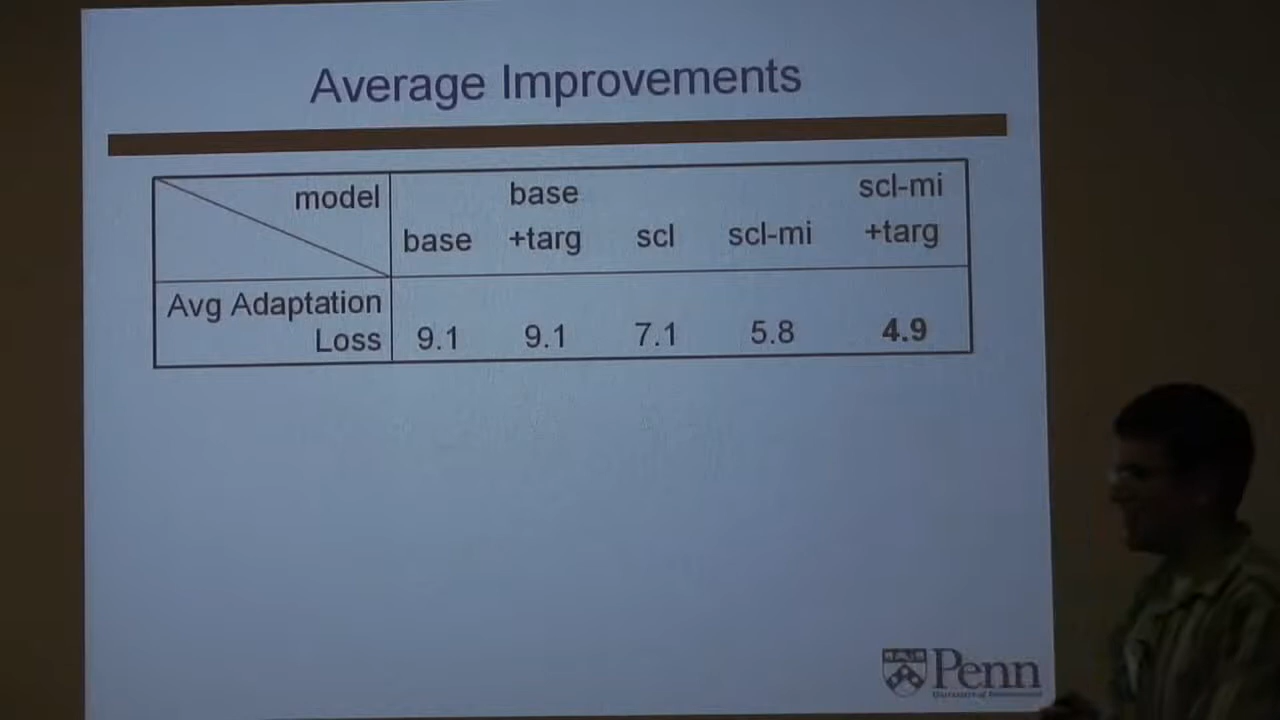 Average Improvements
model
base
base
+targ
scl
scl-mi
scl-mi
+targ
Avg Adaptation
Loss
9.1 9.1 7.1 5.8 4.9
Penn